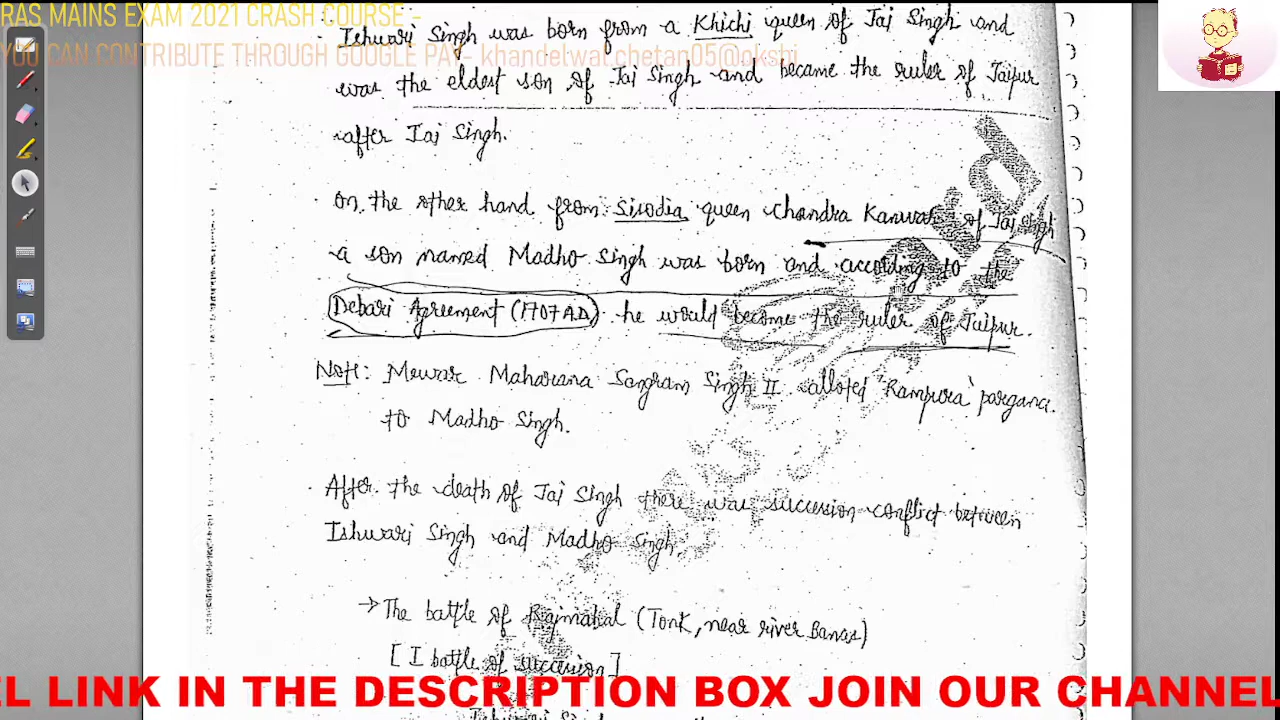 RAS MAINS EXAM 2021 CRASH COURSE -
YOU CAN CONTRIBUTE THROUGH GOOGLE PAY- khandelwal.chetan05@okshi
Ishwari Singh was born from a Khichi queen of Jai Singh and
was the eldest son of Jai Singh and became the ruler of Jaipur
after Jai Singh.
On the other hand from Sisodia queen Chandra Kanwar of Jai Singh
a son named Madho Singh was born and according to the
Debari Agreement (1707 AD) he would become the ruler of Jaipur.
Note: Mewar Maharana Sangram Singh II alloted 'Rampura' pargana
to Madho Singh.
After the death of Jai Singh there was succession conflict between
Ishwari Singh and Madho Singh.
→ The battle of Rajmahal (Tonk, near river Banas)
[I battle of succession]
Ishwari Singh
EL LINK IN THE DESCRIPTION BOX JOIN OUR CHANNEL